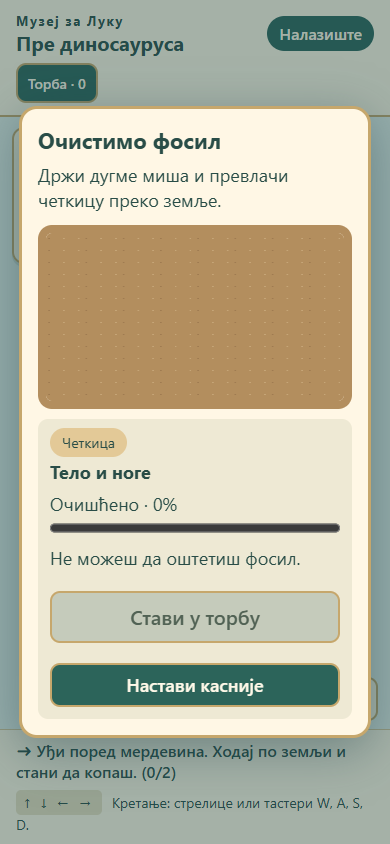 Музеј за Луку
Пре диносауруса
Налазиште
Торба · 0
Очистимо фосил
Држи дугме миша и превлачи
четкицу преко земље.
Четкица
Тело и ноге
Очишћено · 0%
Не можеш да оштетиш фосил.
Стави у торбу
Настави касније
→ Уђи поред мердевина. Ходај по земљи и
стани да копаш. (0/2)
↑ ↓ ← → Кретање: стрелице или тастери W, A, S,
D.